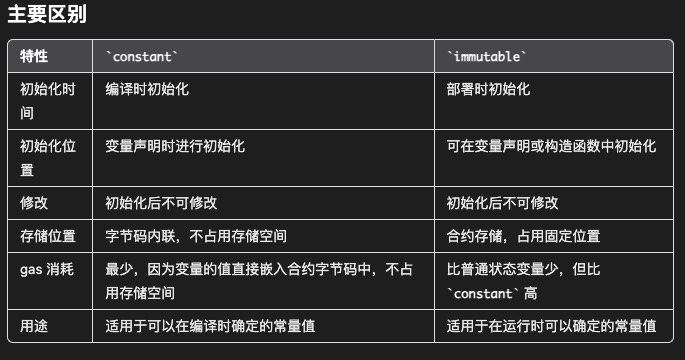 主要区别
特性 `constant` `immutable`
初始化时
间
编译时初始化 部署时初始化
初始化位
置
变量声明时进行初始化 可在变量声明或构造函数中初始化
修改 初始化后不可修改 初始化后不可修改
存储位置 字节码内联，不占用存储空间 合约存储，占用固定位置
gas 消耗 最少，因为变量的值直接嵌入合约字节码中，不占
用存储空间
比普通状态变量少，但比
`constant` 高
用途 适用于可以在编译时确定的常量值 适用于在运行时可以确定的常量值